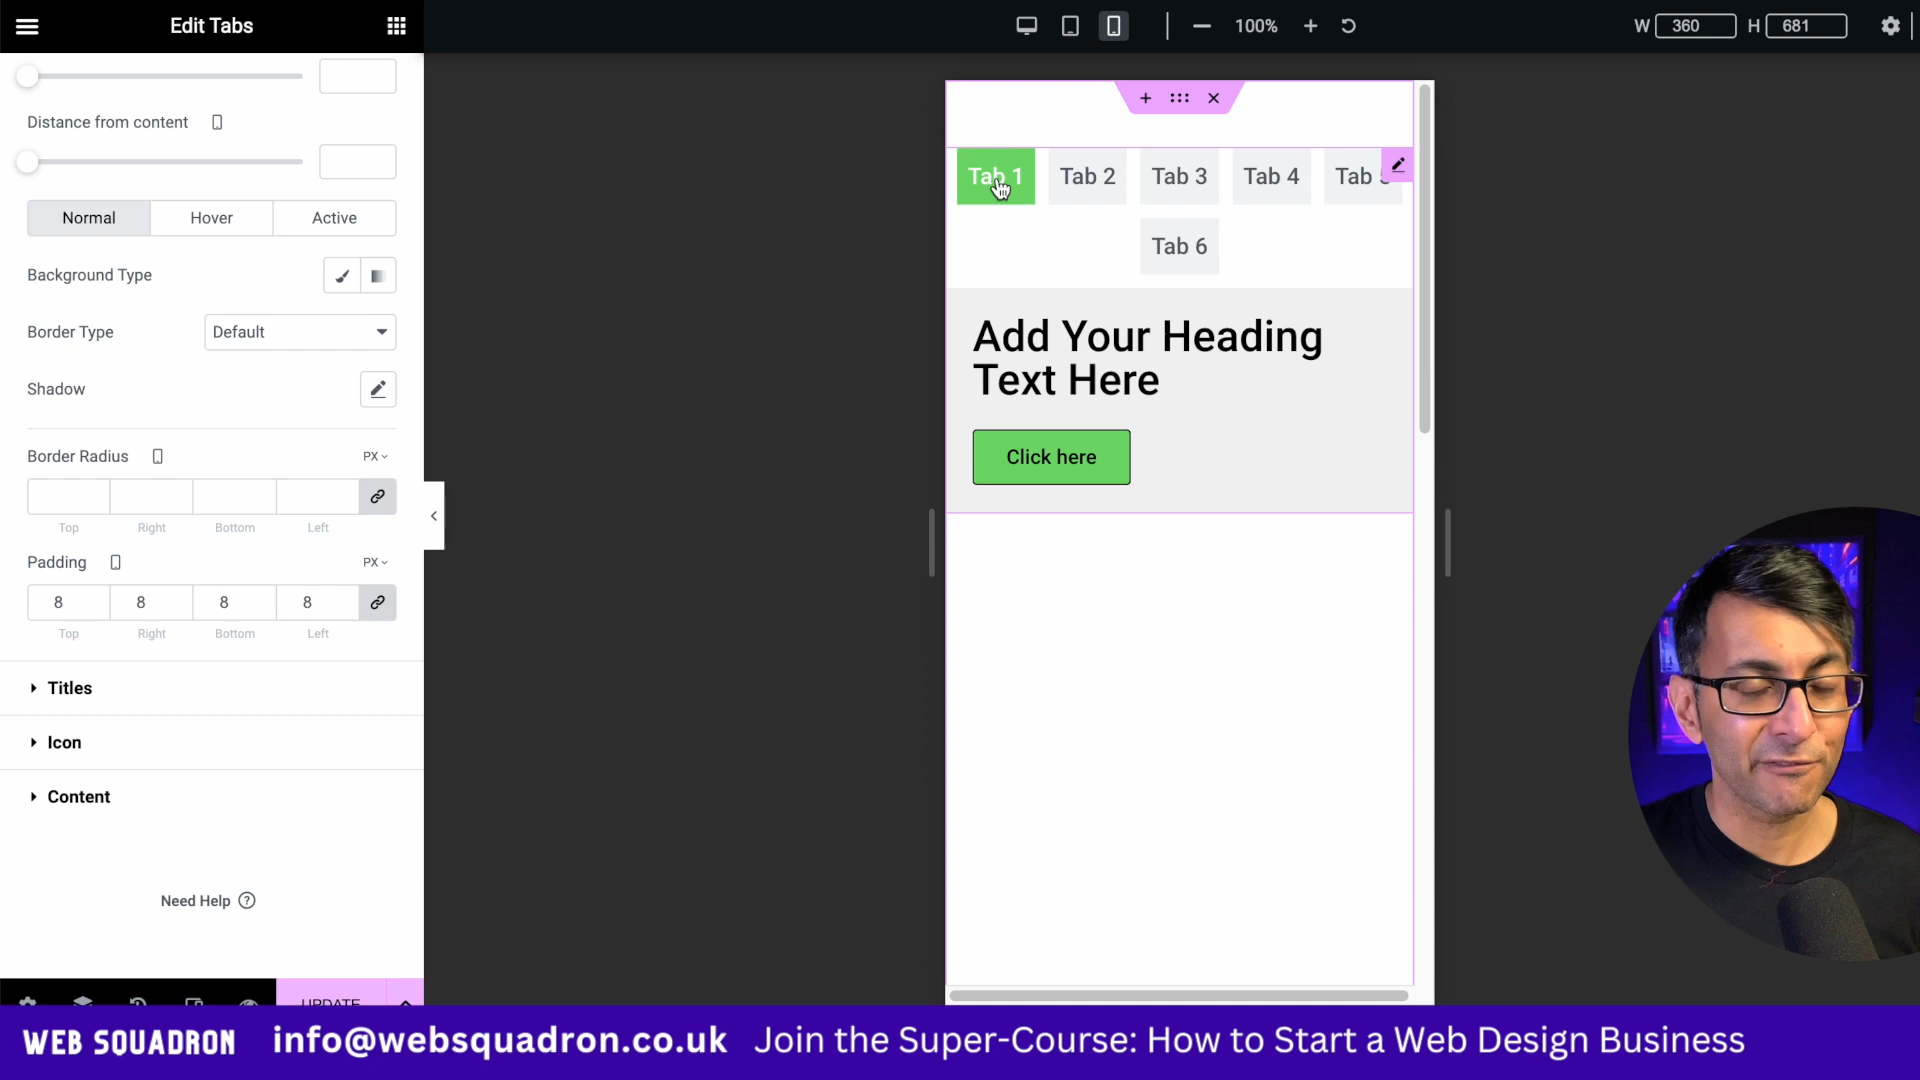 Edit Tabs
100%
W 360 H 681
Distance from content
Normal Hover Active
Background Type
Border Type Default
Shadow
Border Radius PX
Top Right Bottom Left
Padding PX
8 8 8 8
Top Right Bottom Left
Titles
Icon
Content
Need Help ?
UPDATE
Tab 1 Tab 2 Tab 3 Tab 4 Tab
Tab 6
Add Your Heading
Text Here
Click here
WEB SQUADRON info@websquadron.co.uk Join the Super-Course: How to Start a Web Design Business